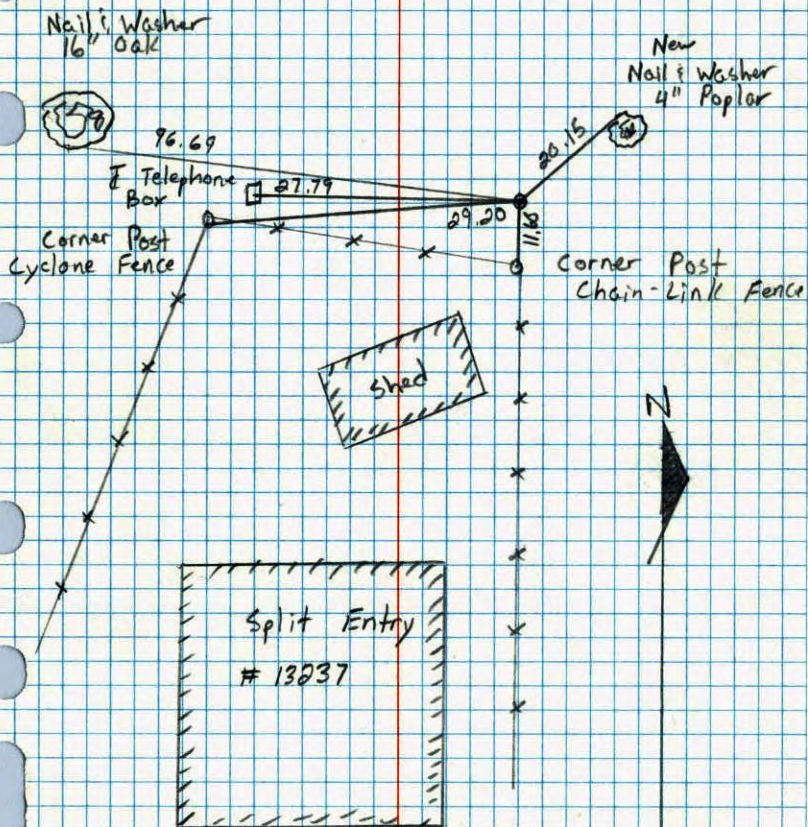 Nail & Washer
16" Oak
New
Nail & Washer
4" Poplar
96.69
20.15
℄ Telephone
Box
27.79
29.20
11.68
Corner Post
Cyclone Fence
Corner Post
Chain-Link Fence
Shed
N
Split Entry
# 13237